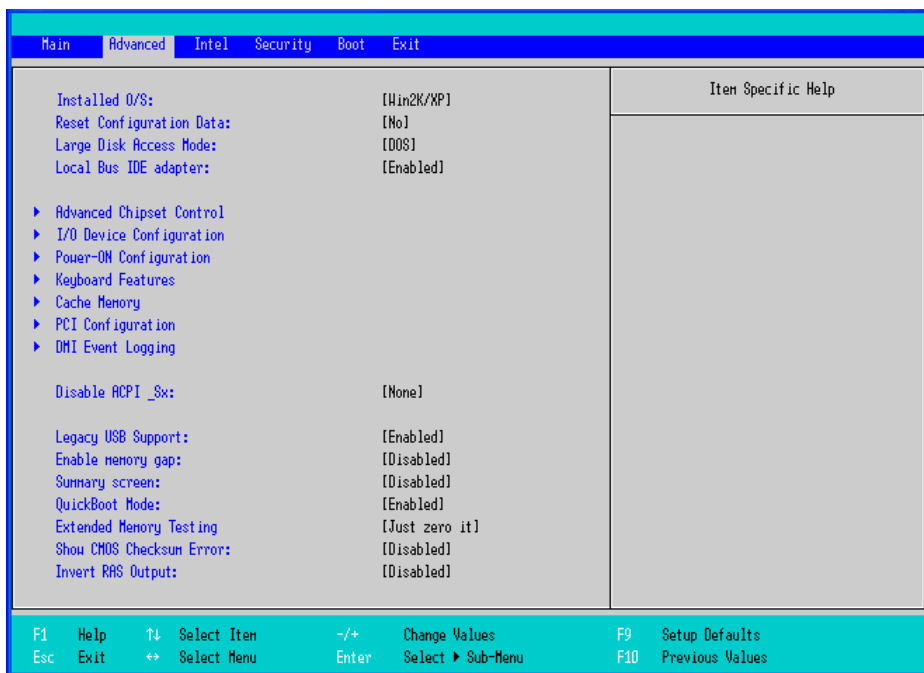 Main Advanced Intel Security Boot Exit
Item Specific Help
Installed O/S: [Win2K/XP]
Reset Configuration Data: [No]
Large Disk Access Mode: [DOS]
Local Bus IDE adapter: [Enabled]
Advanced Chipset Control
I/O Device Configuration
Power-ON Configuration
Keyboard Features
Cache Memory
PCI Configuration
DMI Event Logging
Disable ACPI _Sx: [None]
Legacy USB Support: [Enabled]
Enable memory gap: [Disabled]
Summary screen: [Disabled]
QuickBoot Mode: [Enabled]
Extended Memory Testing [Just zero it]
Show CMOS Checksum Error: [Disabled]
Invert RAS Output: [Disabled]
F1 Help ↑↓ Select Item -/+ Change Values F9 Setup Defaults
Esc Exit ↔ Select Menu Enter Select ▶ Sub-Menu F10 Previous Values